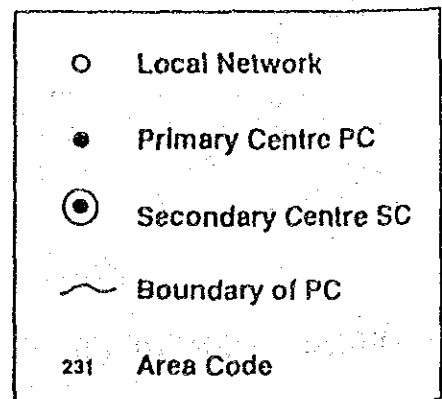 Local Network
Primary Centre PC
Secondary Centre SC
Boundary of PC
231 Area Code